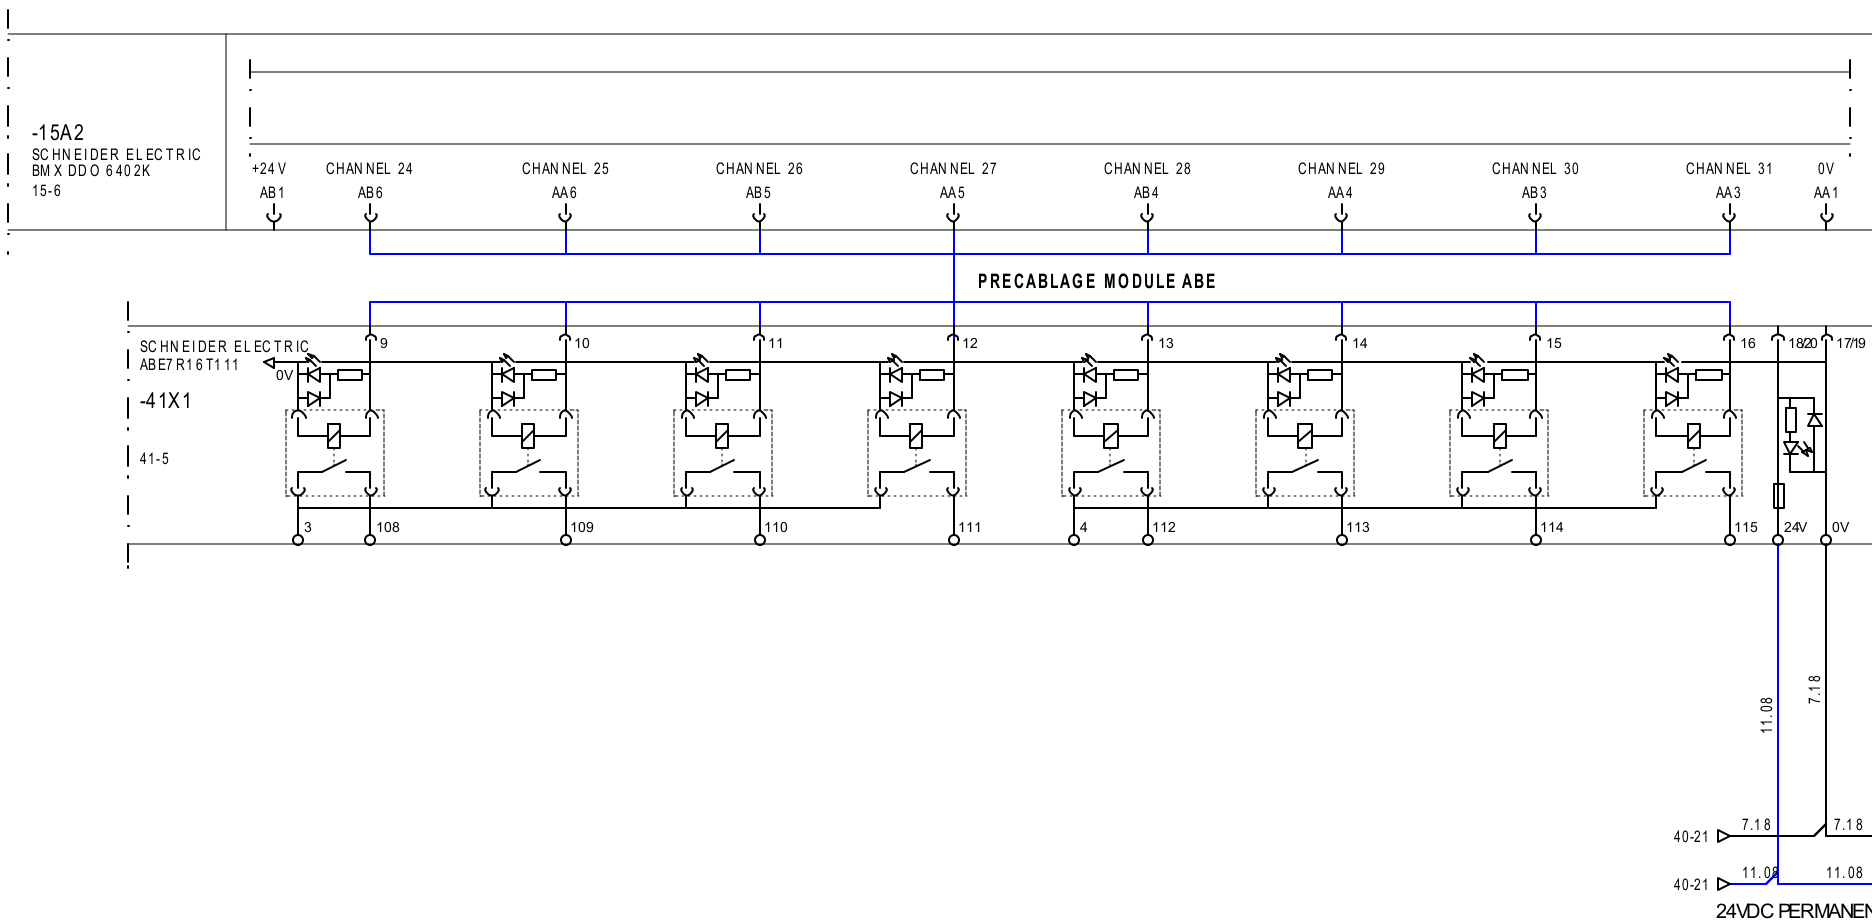 -15A2
SCHNEIDER ELECTRIC
BMX DDO 6402K
15-6
+24V CHANNEL 24 CHANNEL 25 CHANNEL 26 CHANNEL 27 CHANNEL 28 CHANNEL 29 CHANNEL 30 CHANNEL 31 0V
AB1 AB6 AA6 AB5 AA5 AB4 AA4 AB3 AA3 AA1
PRECABLAGE MODULE ABE
SCHNEIDER ELECTRIC
ABE7R16T111
-41X1
41-5
9 10 11 12 13 14 15 16 18/20 17/19
0V
3 108 109 110 111 4 112 113 114 115 24V 0V
11.08 7.18
40-21 7.18 7.18
40-21 11.08 11.08
24VDC PERMANEN